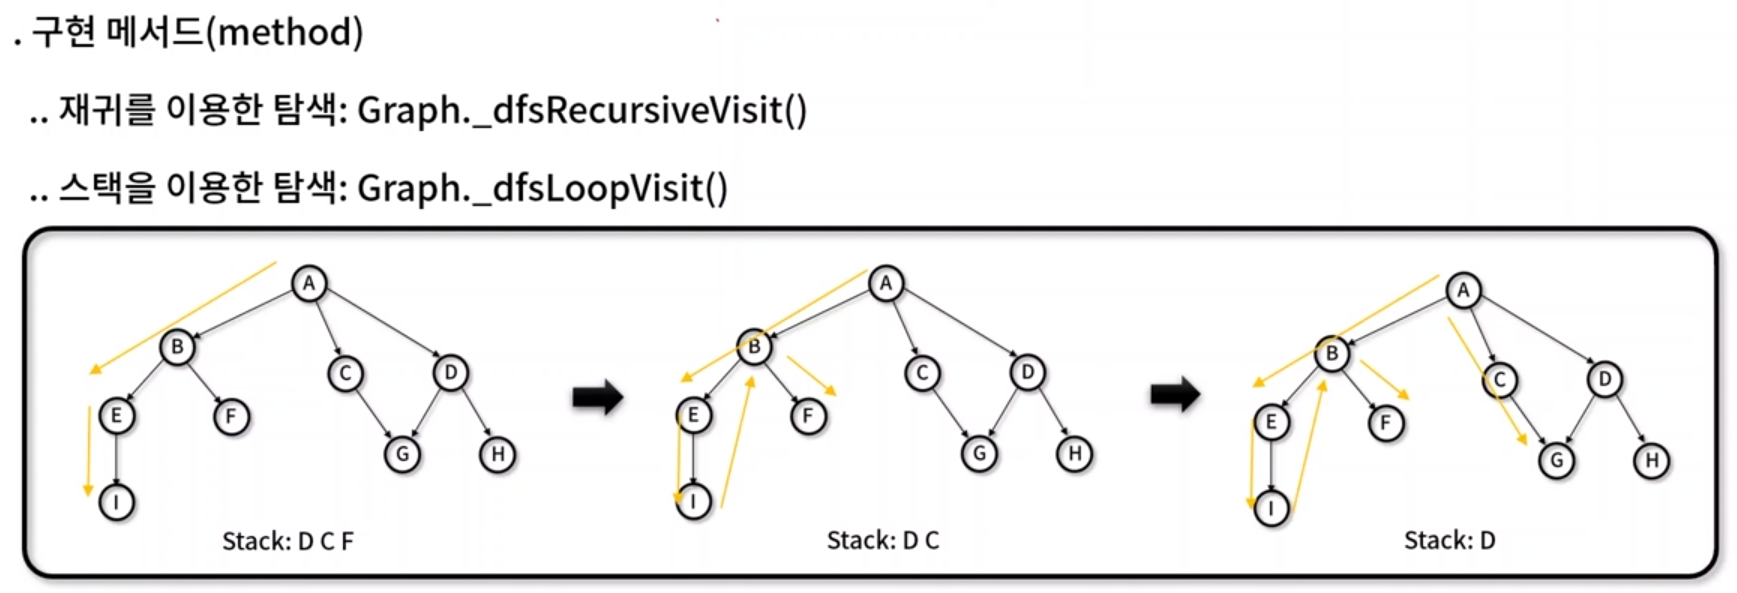 . 구현 메서드(method)
.. 재귀를 이용한 탐색: Graph._dfsRecursiveVisit()
.. 스택을 이용한 탐색: Graph._dfsLoopVisit()
A
B
C
D
E
F
G
H
I
Stack: D C F
A
B
C
D
E
F
G
H
I
Stack: D C
A
B
C
D
E
F
G
H
I
Stack: D